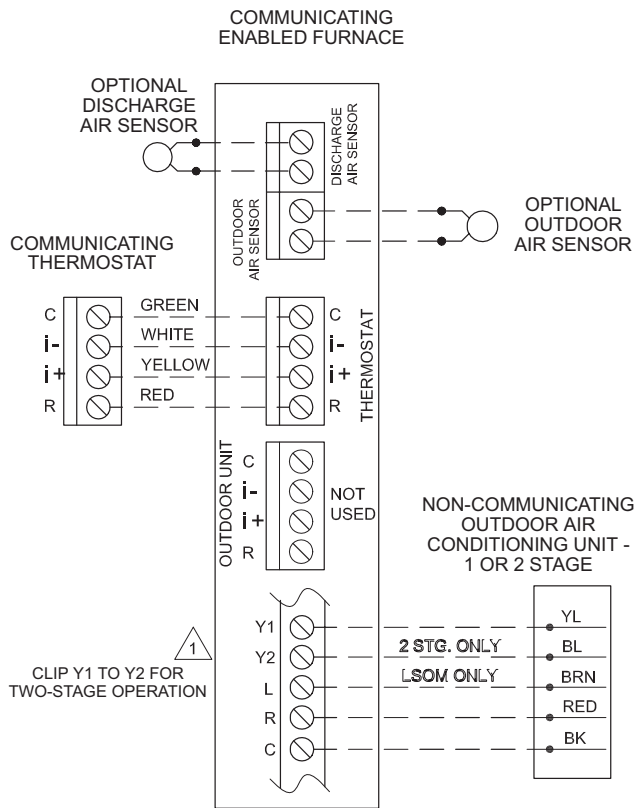 COMMUNICATING
ENABLED FURNACE
OPTIONAL
DISCHARGE
AIR SENSOR
DISCHARGE
AIR SENSOR
OUTDOOR
AIR SENSOR
OPTIONAL
OUTDOOR
AIR SENSOR
COMMUNICATING
THERMOSTAT
C GREEN C
i- WHITE i-
i+ YELLOW i+
R RED R
THERMOSTAT
OUTDOOR UNIT
C
i-
i+
R
NOT
USED
NON-COMMUNICATING
OUTDOOR AIR
CONDITIONING UNIT -
1 OR 2 STAGE
1
CLIP Y1 TO Y2 FOR
TWO-STAGE OPERATION
Y1 YL
Y2 2 STG. ONLY BL
L LSOM ONLY BRN
R RED
C BK